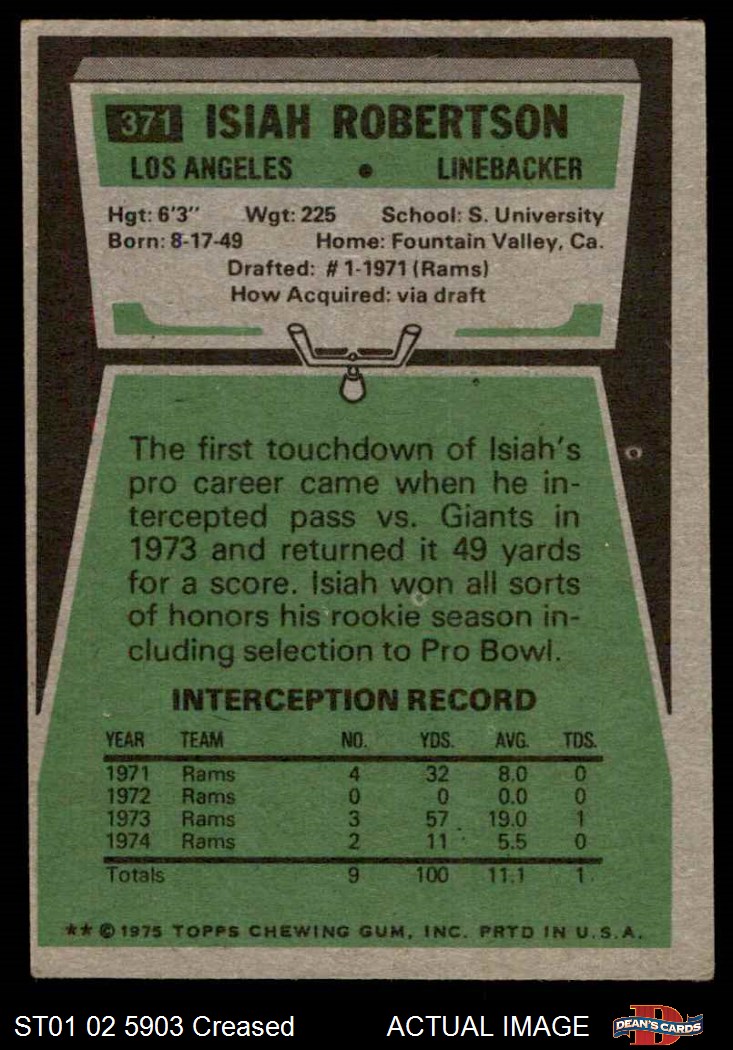 371 ISIAH ROBERTSON
LOS ANGELES • LINEBACKER
Hgt: 6'3" Wgt: 225 School: S. University
Born: 8-17-49 Home: Fountain Valley, Ca.
Drafted: #1-1971 (Rams)
How Acquired: via draft
The first touchdown of Isiah's
pro career came when he in-
tercepted pass vs. Giants in
1973 and returned it 49 yards
for a score. Isiah won all sorts
of honors his rookie season in-
cluding selection to Pro Bowl.
INTERCEPTION RECORD
YEAR TEAM NO. YDS. AVG. TDS.
1971 Rams 4 32 8.0 0
1972 Rams 0 0 0.0 0
1973 Rams 3 57 19.0 1
1974 Rams 2 11 5.5 0
Totals 9 100 11.1 1
** © 1975 TOPPS CHEWING GUM, INC. PRTD IN U.S.A.
ST01 02 5903 Creased ACTUAL IMAGE D DEAN'S CARDS